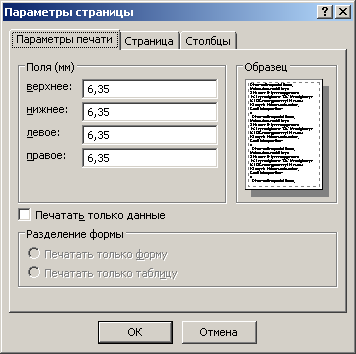 Параметры страницы
Параметры печати Страница Столбцы
Поля (мм) Образец
верхнее: 6,35
нижнее: 6,35
левое: 6,35
правое: 6,35
Печатать только данные
Разделение формы
Печатать только форму
Печатать только таблицу
ОК Отмена